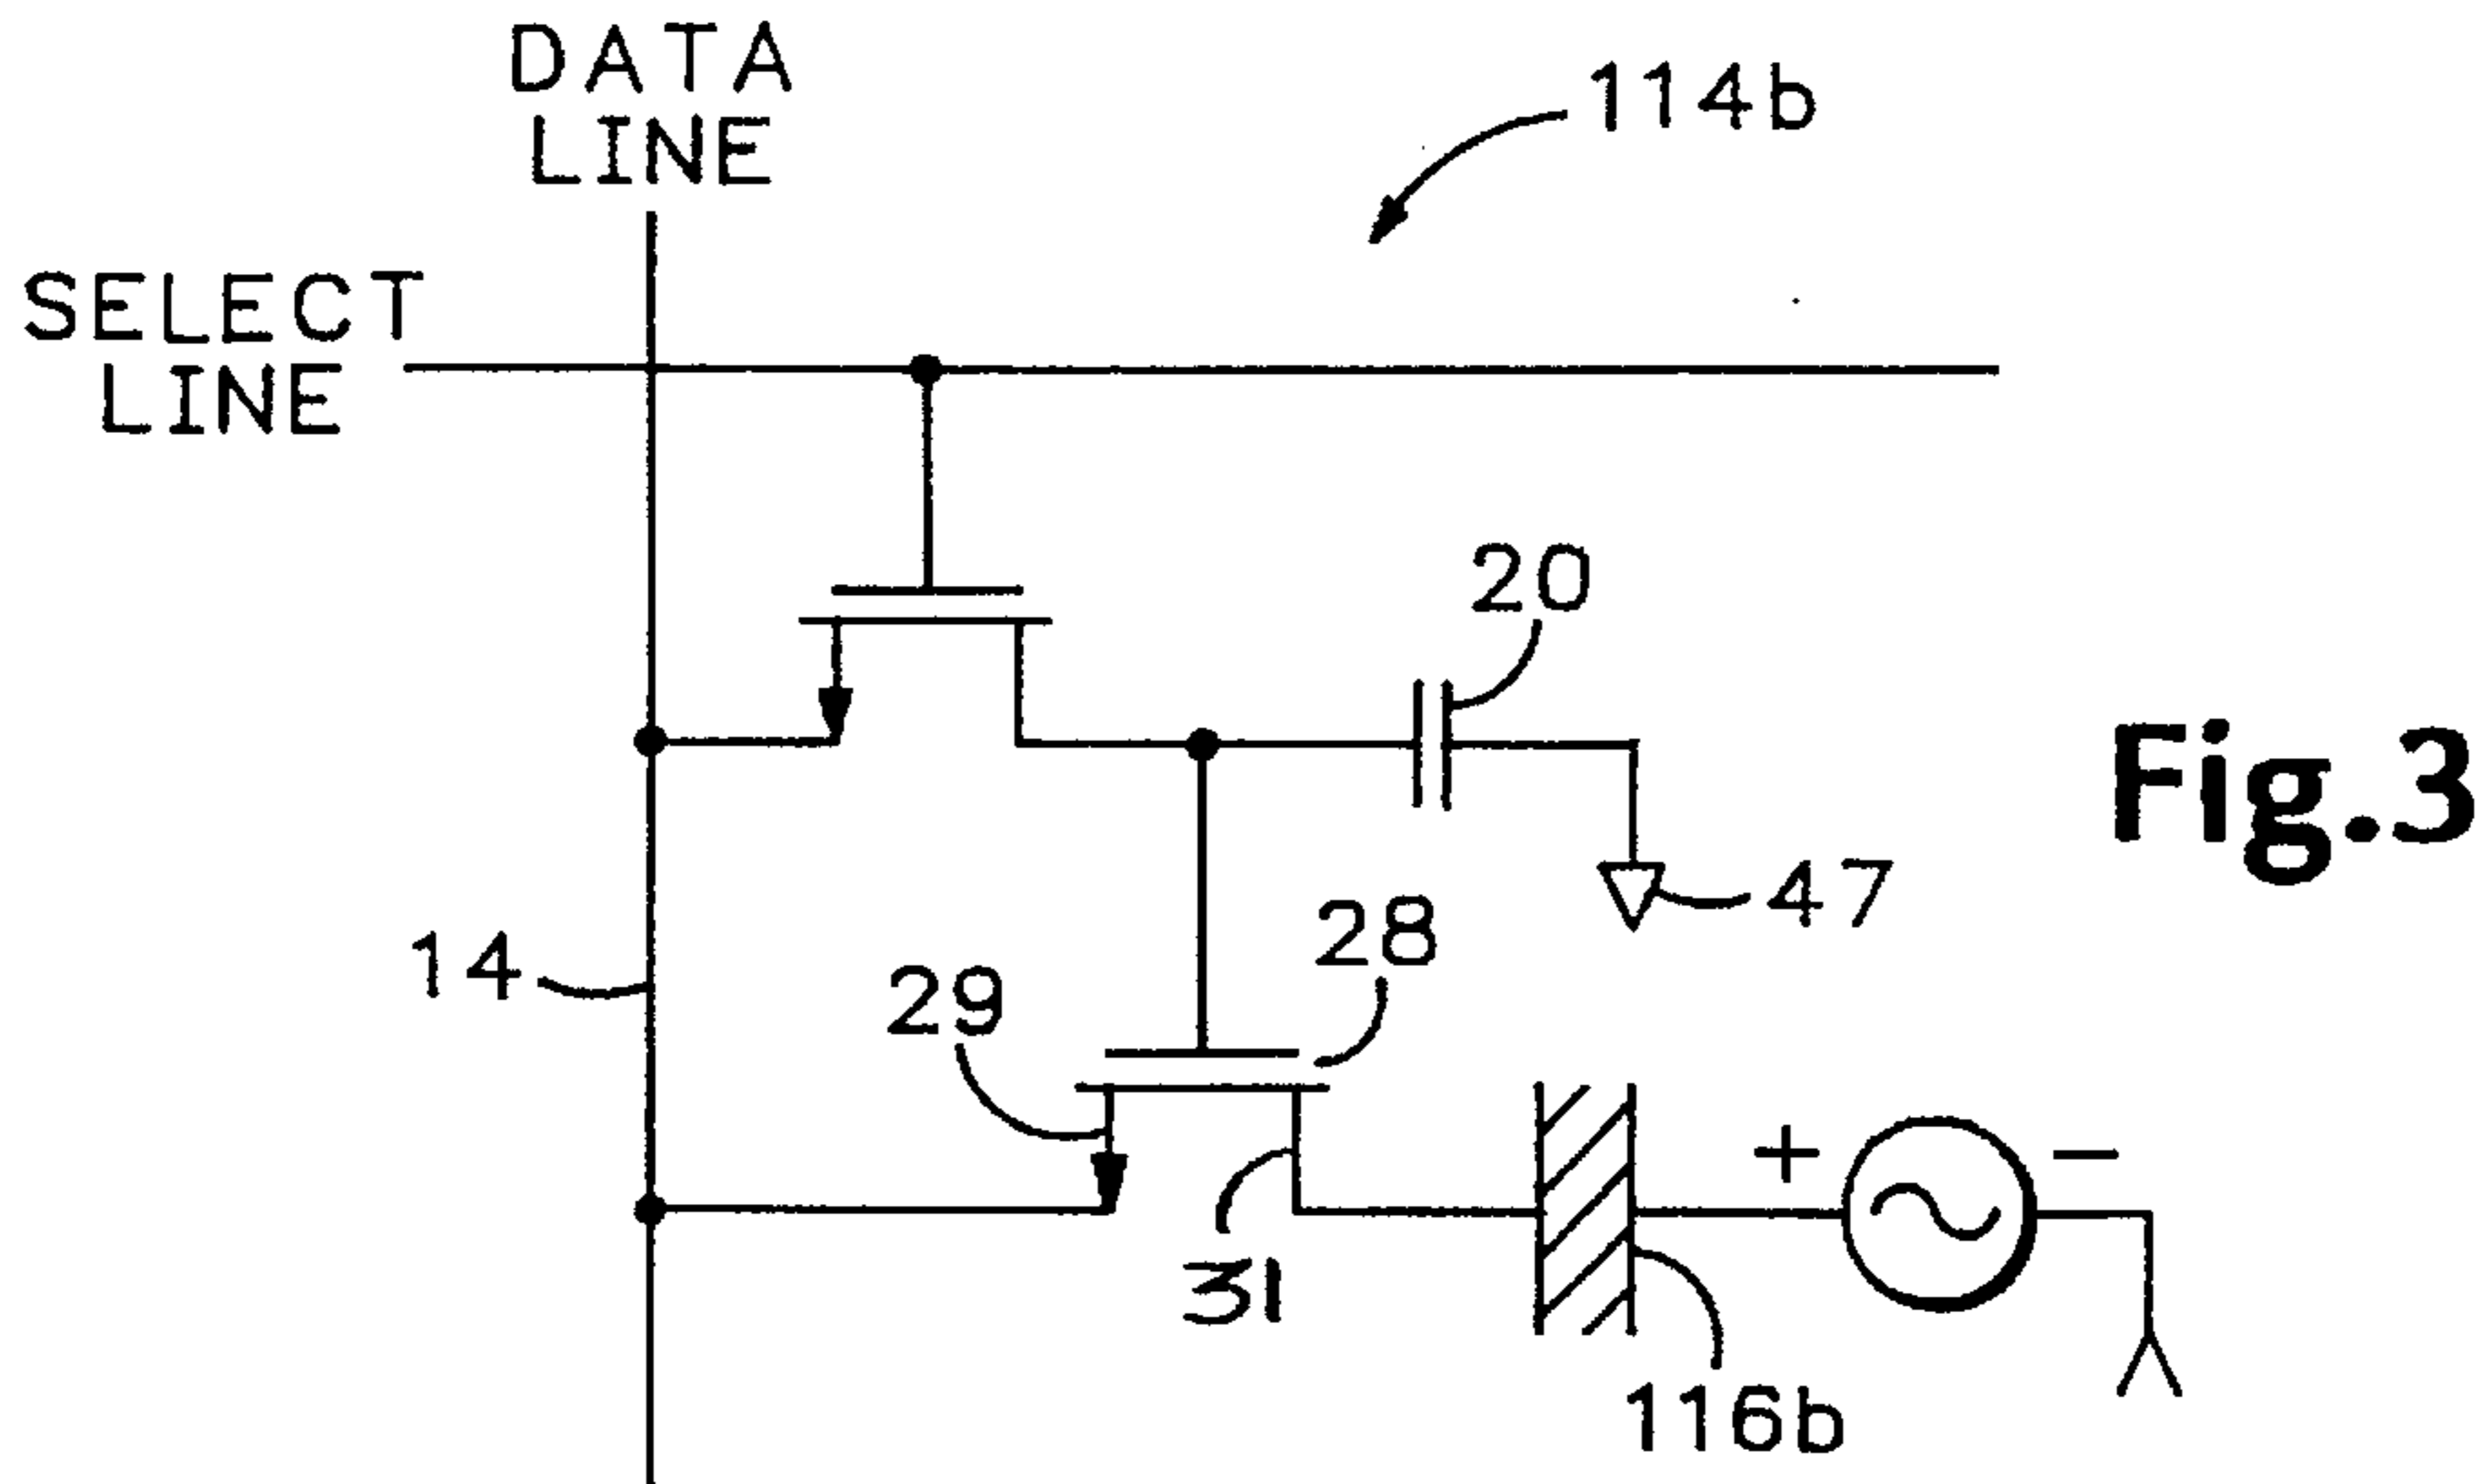 DATA
LINE
114b
SELECT
LINE
20
Fig.3
47
28
14
29
+
−
31
116b